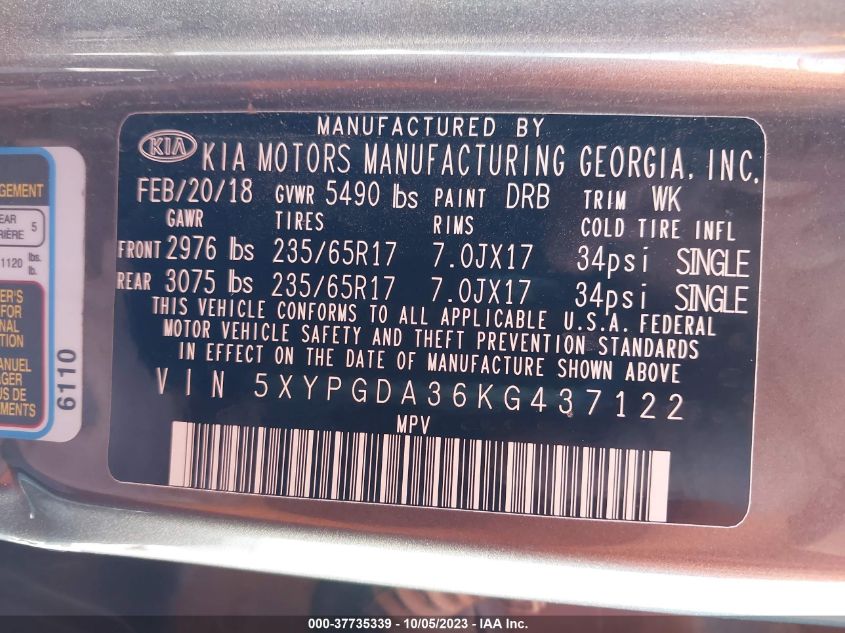 MANUFACTURED BY
KIA KIA MOTORS MANUFACTURING GEORGIA, INC.
FEB/20/18 GVWR 5490 lbs PAINT DRB TRIM WK
GAWR TIRES RIMS COLD TIRE INFL
FRONT 2976 lbs 235/65R17 7.0JX17 34psi SINGLE
REAR 3075 lbs 235/65R17 7.0JX17 34psi SINGLE
THIS VEHICLE CONFORMS TO ALL APPLICABLE U.S.A. FEDERAL
MOTOR VEHICLE SAFETY AND THEFT PREVENTION STANDARDS
IN EFFECT ON THE DATE OF MANUFACTURE SHOWN ABOVE
VIN 5XYPGDA36KG437122
MPV
5
1120 lbs.
lb.
6110
000-37735339 - 10/05/2023 - IAA Inc.